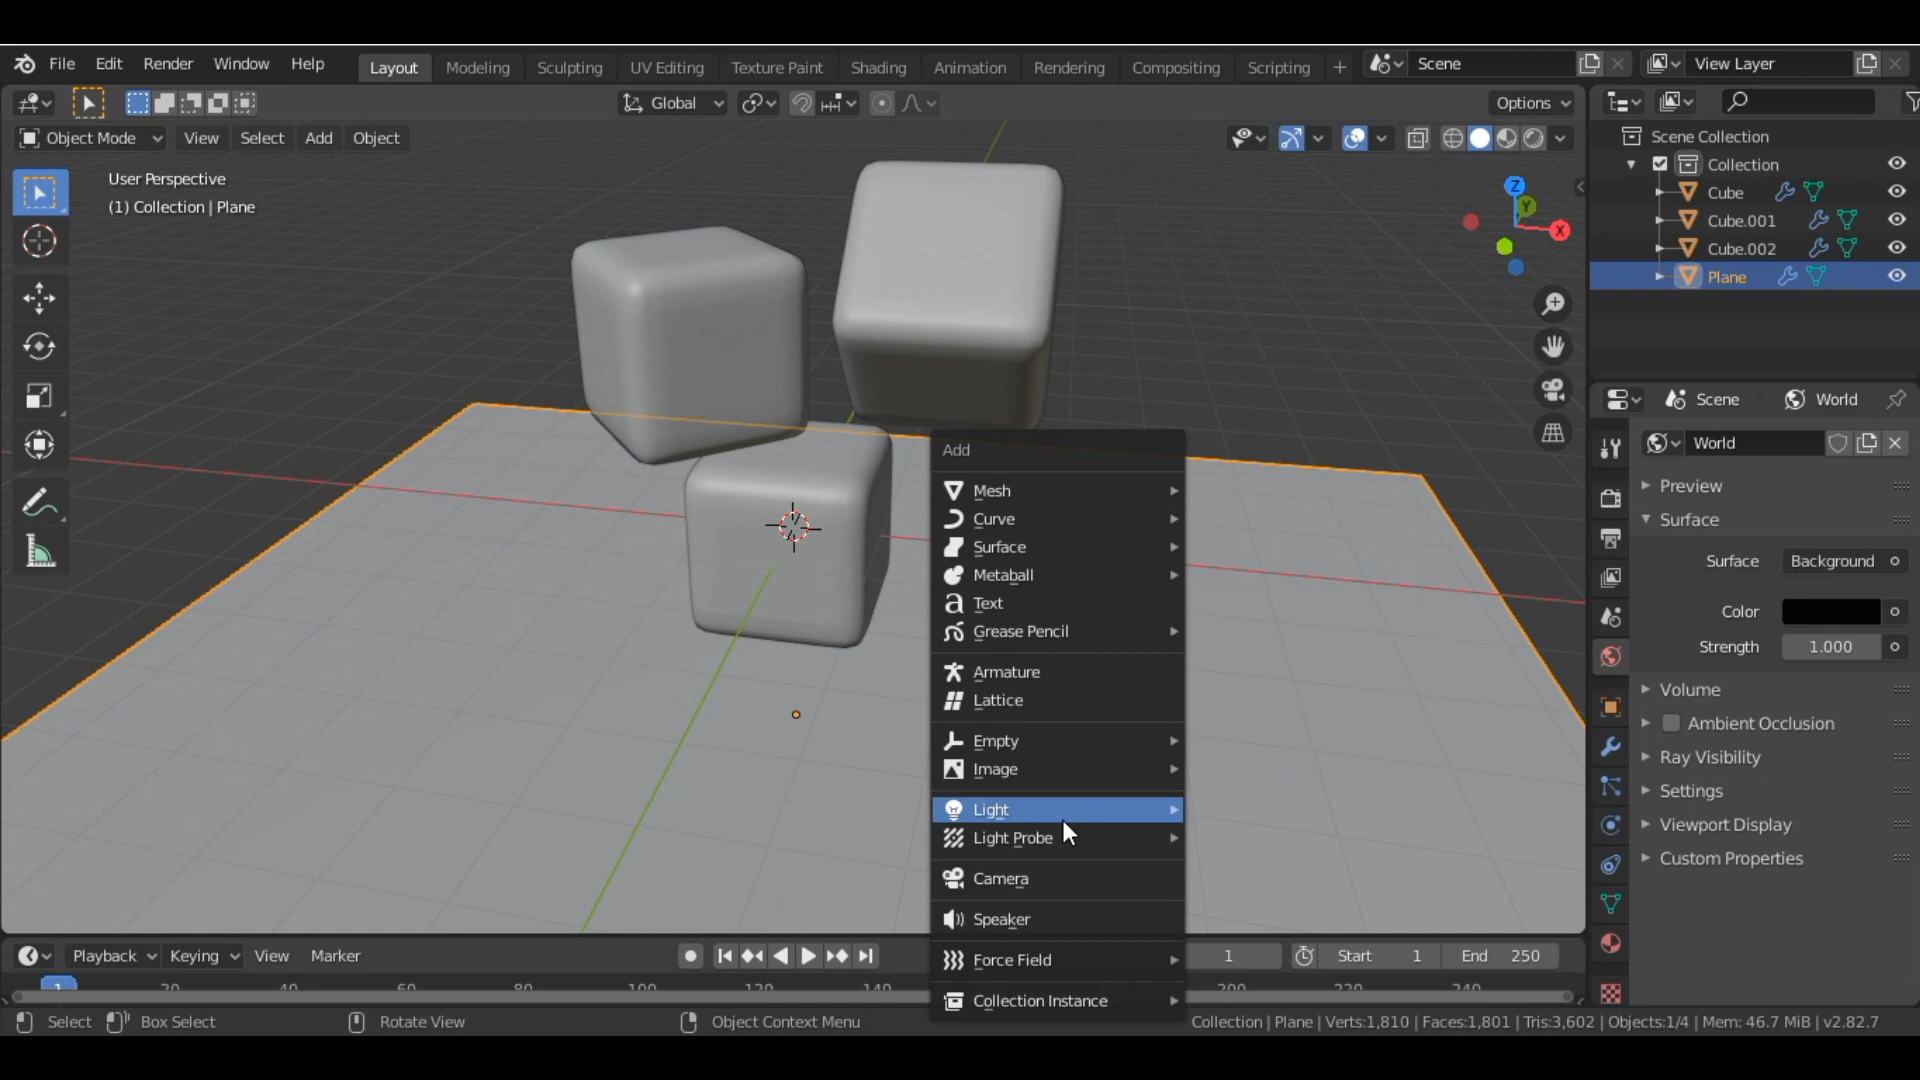 File Edit Render Window Help Layout Modeling Sculpting UV Editing Texture Paint Shading Animation Rendering Compositing Scripting + Scene View Layer
Global Options
Object Mode View Select Add Object
User Perspective
(1) Collection | Plane
Z
Y
X
Scene Collection
Collection
Cube
Cube.001
Cube.002
Plane
Scene World
World
Preview
Surface
Surface Background
Color
Strength 1.000
Volume
Ambient Occlusion
Ray Visibility
Settings
Viewport Display
Custom Properties
Add
Mesh
Curve
Surface
Metaball
Text
Grease Pencil
Armature
Lattice
Empty
Image
Light
Light Probe
Camera
Speaker
Force Field
Collection Instance
Playback Keying View Marker 1 Start 1 End 250
1 20 40 60 80 100 120 140 200 220 240
Select Box Select Rotate View Object Context Menu Collection | Plane | Verts:1,810 | Faces:1,801 | Tris:3,602 | Objects:1/4 | Mem: 46.7 MiB | v2.82.7